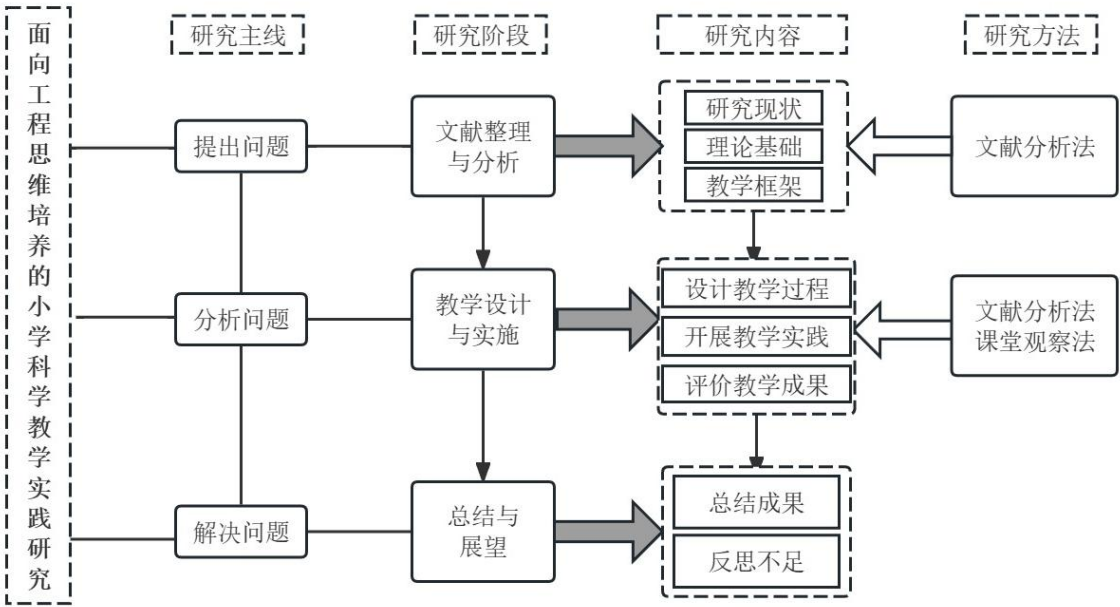 面向工程思维培养的小学科学教学实践研究
研究主线
研究阶段
研究内容
研究方法
提出问题
文献整理
与分析
研究现状
理论基础
教学框架
文献分析法
分析问题
教学设计
与实施
设计教学过程
开展教学实践
评价教学成果
文献分析法
课堂观察法
解决问题
总结与
展望
总结成果
反思不足